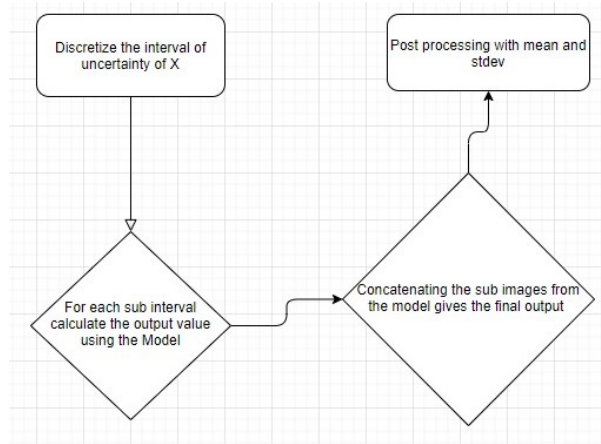 Discretize the interval of
uncertainty of X
For each sub interval
calculate the output value
using the Model
Concatenating the sub images from
the model gives the final output
Post processing with mean and
stdev